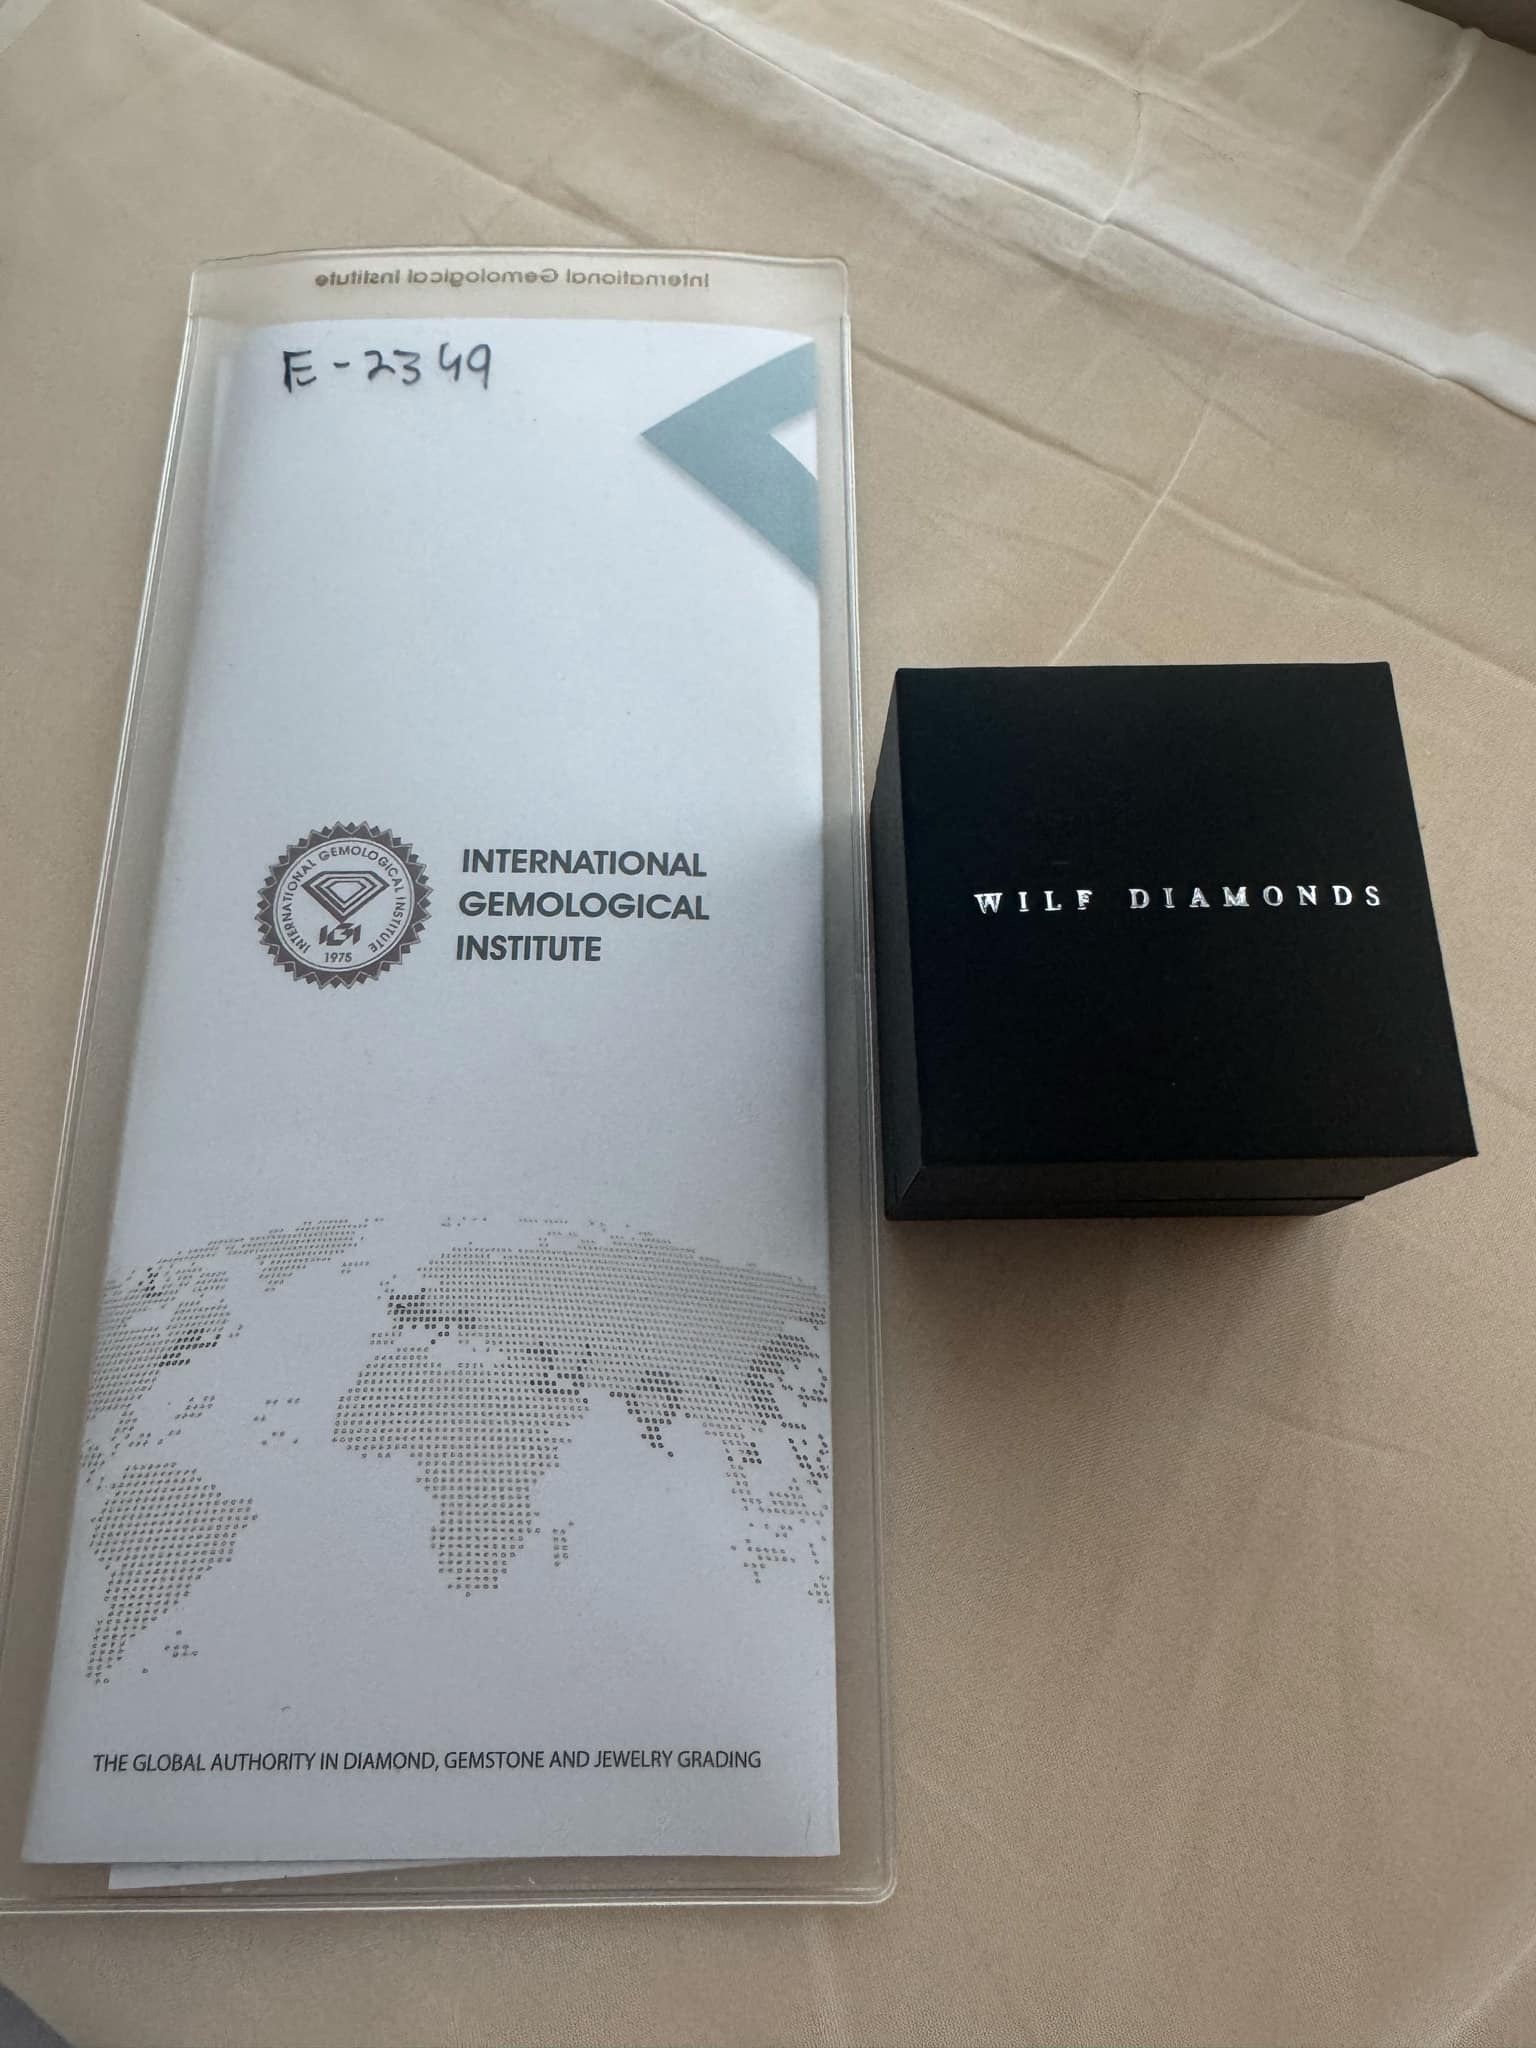 International Gemological Institute
E-2349
INTERNATIONAL GEMOLOGICAL INSTITUTE
IGI
1975
INTERNATIONAL
GEMOLOGICAL
INSTITUTE
WILF DIAMONDS
THE GLOBAL AUTHORITY IN DIAMOND, GEMSTONE AND JEWELRY GRADING